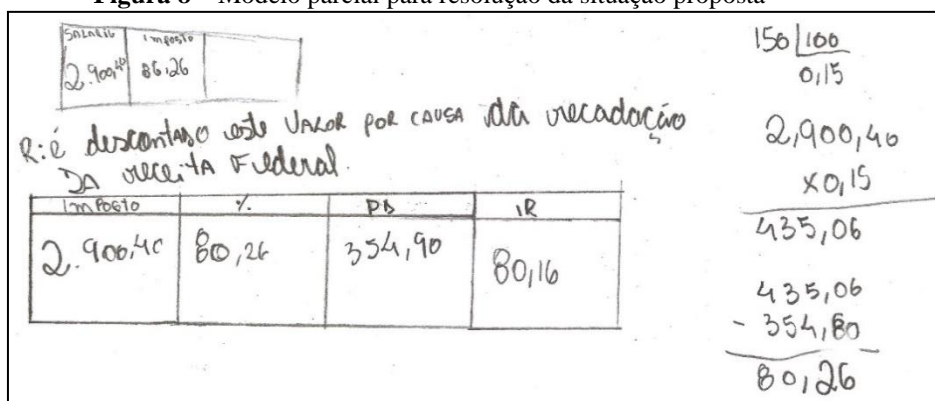 Figura 6 – Modelo parcial para resolução da situação proposta
SALARIO Imposto
2.900,40 86,26
R: é descontado este VALOR POR CAUSA da recadoção
DA receita Federal.
Imposto % PD IR
2.900,40 80,26 354,90 80,16
150 100
0,15
2,900,40
x0,15
435,06
435,06
- 354,80
80,26